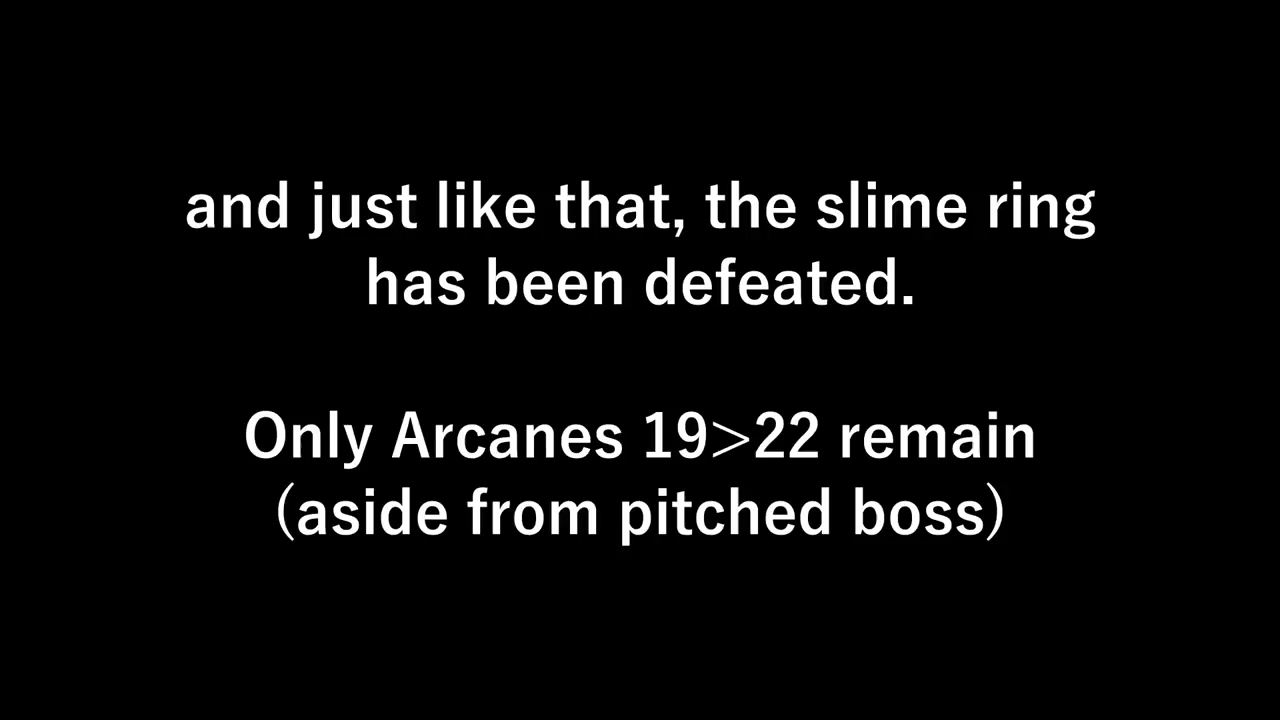 and just like that, the slime ring
has been defeated.
Only Arcanes 19>22 remain
(aside from pitched boss)